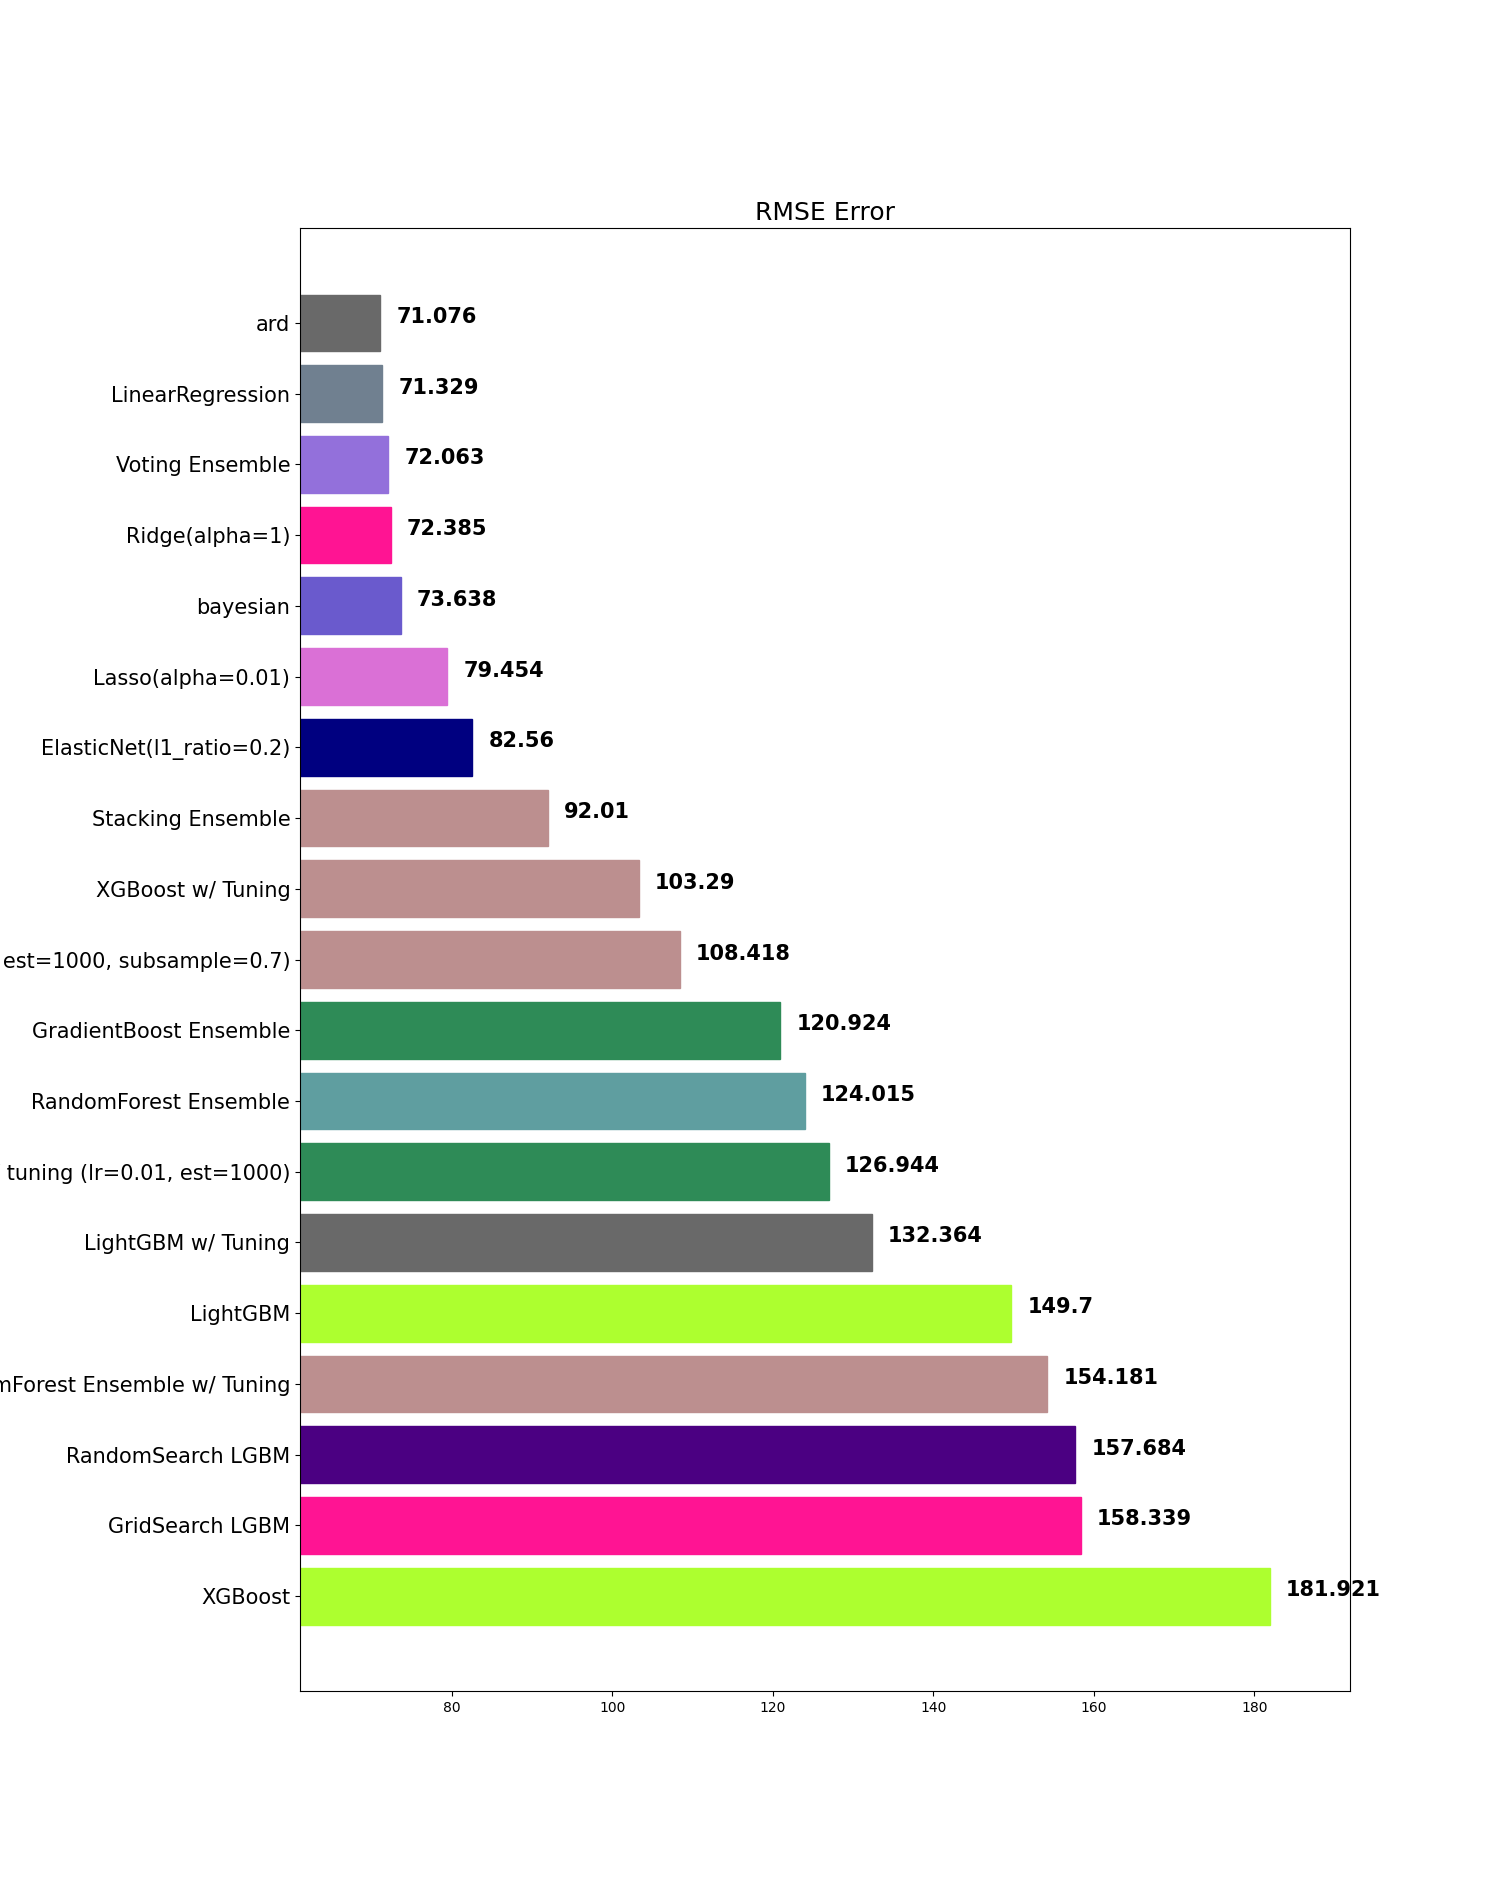 RMSE Error
ard 71.076
LinearRegression 71.329
Voting Ensemble 72.063
Ridge(alpha=1) 72.385
bayesian 73.638
Lasso(alpha=0.01) 79.454
ElasticNet(l1_ratio=0.2) 82.56
Stacking Ensemble 92.01
XGBoost w/ Tuning 103.29
est=1000, subsample=0.7) 108.418
GradientBoost Ensemble 120.924
RandomForest Ensemble 124.015
tuning (lr=0.01, est=1000) 126.944
LightGBM w/ Tuning 132.364
LightGBM 149.7
mForest Ensemble w/ Tuning 154.181
RandomSearch LGBM 157.684
GridSearch LGBM 158.339
XGBoost 181.921
80 100 120 140 160 180